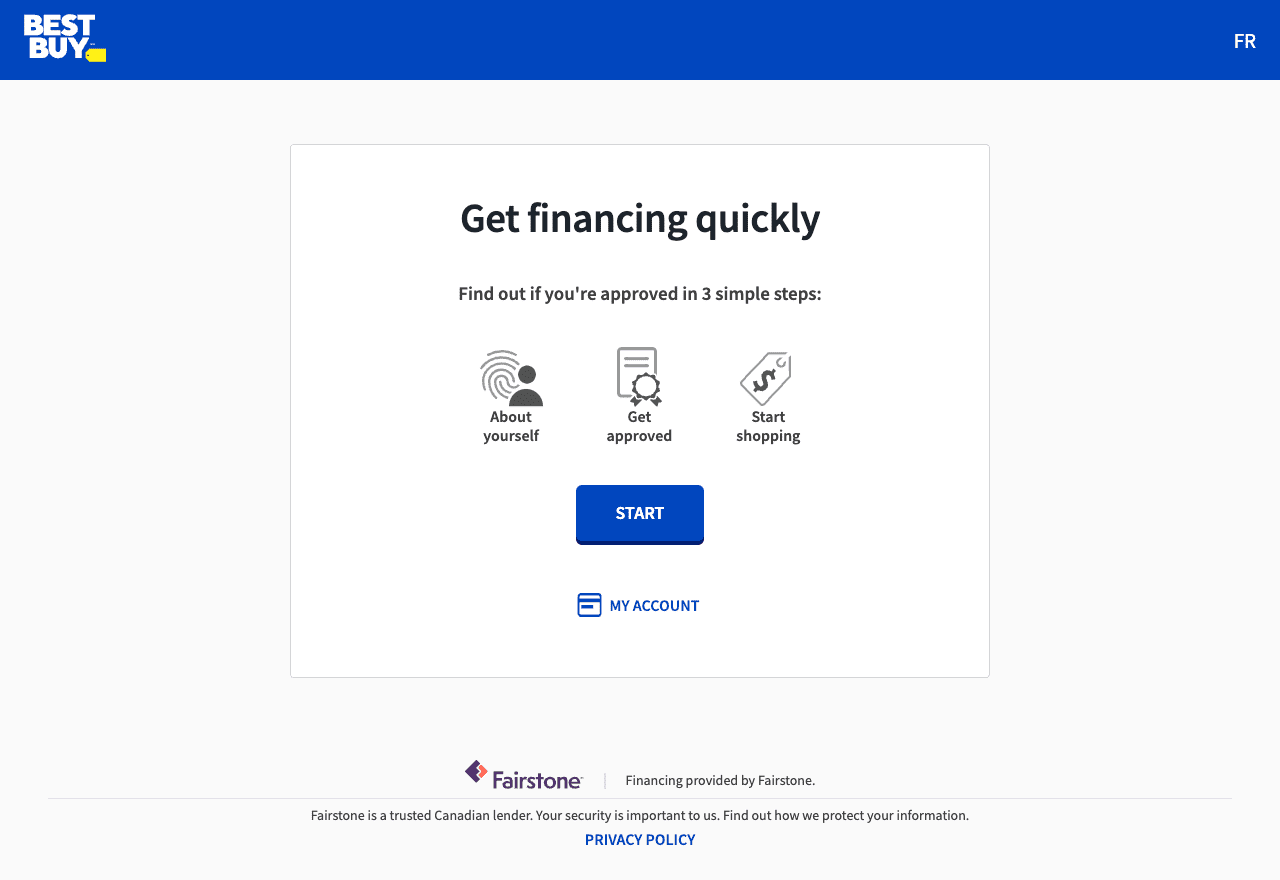 BEST
BUY
FR
Get financing quickly
Find out if you're approved in 3 simple steps:
About
yourself
Get
approved
Start
shopping
START
MY ACCOUNT
Fairstone
Financing provided by Fairstone.
Fairstone is a trusted Canadian lender. Your security is important to us. Find out how we protect your information.
PRIVACY POLICY